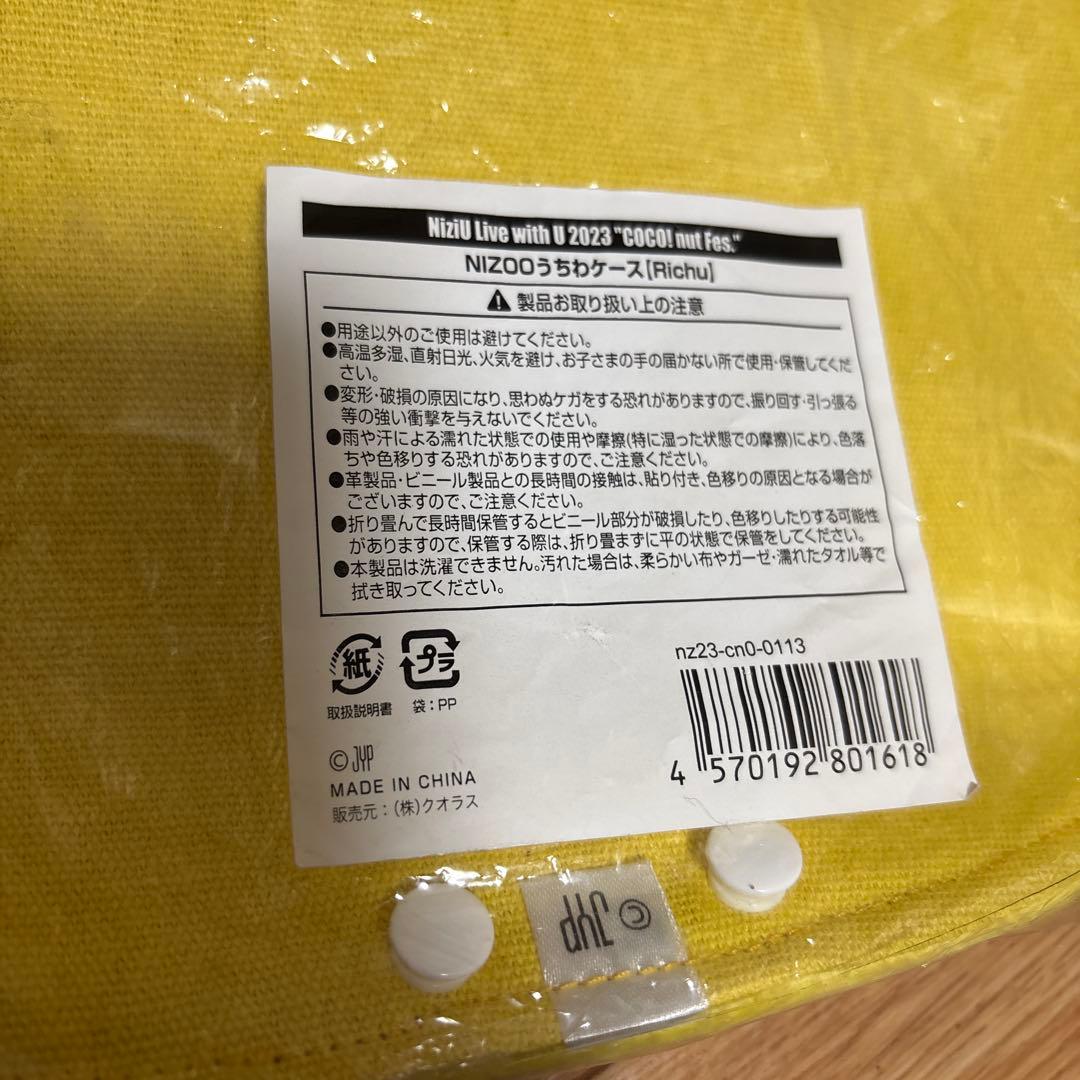 NiziU Live with U 2023 "COCO! nut Fes."
NIZOOうちわケース[Richu]
⚠ 製品お取り扱い上の注意
●用途以外のご使用は避けてください。
●高温多湿、直射日光、火気を避け、お子さまの手の届かない所で使用・保管してくだ
さい。
●変形・破損の原因になり、思わぬケガをする恐れがありますので、振り回す・引っ張る
等の強い衝撃を与えないでください。
●雨や汗による濡れた状態での使用や摩擦(特に湿った状態での摩擦)により、色落
ちや色移りする恐れがありますので、ご注意ください。
●革製品・ビニール製品との長時間の接触は、貼り付き、色移りの原因となる場合が
ございますので、ご注意ください。
●折り畳んで長時間保管するとビニール部分が破損したり、色移りしたりする可能性
がありますので、保管する際は、折り畳まずに平の状態で保管をしてください。
●本製品は洗濯できません。汚れた場合は、柔らかい布やガーゼ・濡れたタオル等で
拭き取ってください。
紙
取扱説明書
プラ
袋:PP
© JYP
MADE IN CHINA
販売元:(株)クオラス
nz23-cn0-0113
4 570192 801618
© JYP